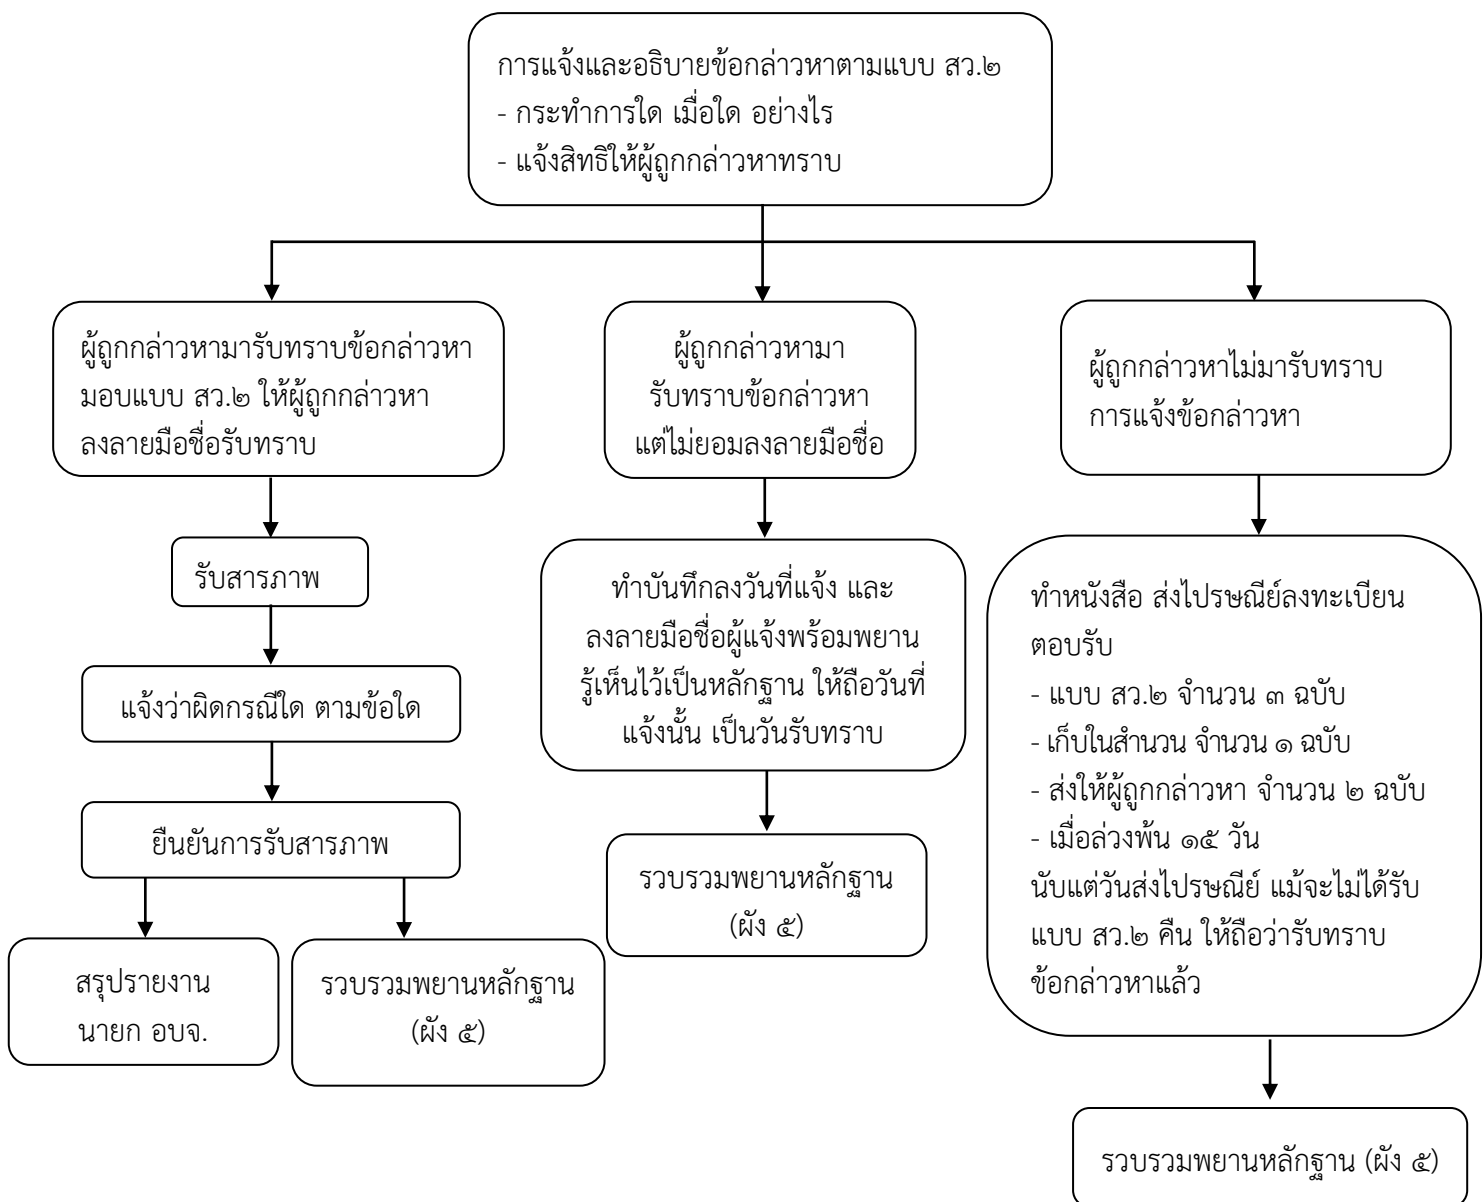 การแจ้งและอธิบายข้อกล่าวหาตามแบบ สว.๒
- กระทำการใด เมื่อใด อย่างไร
- แจ้งสิทธิให้ผู้ถูกกล่าวหาทราบ
ผู้ถูกกล่าวหามารับทราบข้อกล่าวหา
มอบแบบ สว.๒ ให้ผู้ถูกกล่าวหา
ลงลายมือชื่อรับทราบ
ผู้ถูกกล่าวหามา
รับทราบข้อกล่าวหา
แต่ไม่ยอมลงลายมือชื่อ
ผู้ถูกกล่าวหาไม่มารับทราบ
การแจ้งข้อกล่าวหา
รับสารภาพ
แจ้งว่าผิดกรณีใด ตามข้อใด
ยืนยันการรับสารภาพ
สรุปรายงาน
นายก อบจ.
รวบรวมพยานหลักฐาน
(ผัง ๕)
ทำบันทึกลงวันที่แจ้ง และ
ลงลายมือชื่อผู้แจ้งพร้อมพยาน
รู้เห็นไว้เป็นหลักฐาน ให้ถือวันที่
แจ้งนั้น เป็นวันรับทราบ
รวบรวมพยานหลักฐาน
(ผัง ๕)
ทำหนังสือ ส่งไปรษณีย์ลงทะเบียน
ตอบรับ
- แบบ สว.๒ จำนวน ๓ ฉบับ
- เก็บในสำนวน จำนวน ๑ ฉบับ
- ส่งให้ผู้ถูกกล่าวหา จำนวน ๒ ฉบับ
- เมื่อล่วงพ้น ๑๕ วัน
นับแต่วันส่งไปรษณีย์ แม้จะไม่ได้รับ
แบบ สว.๒ คืน ให้ถือว่ารับทราบ
ข้อกล่าวหาแล้ว
รวบรวมพยานหลักฐาน (ผัง ๕)